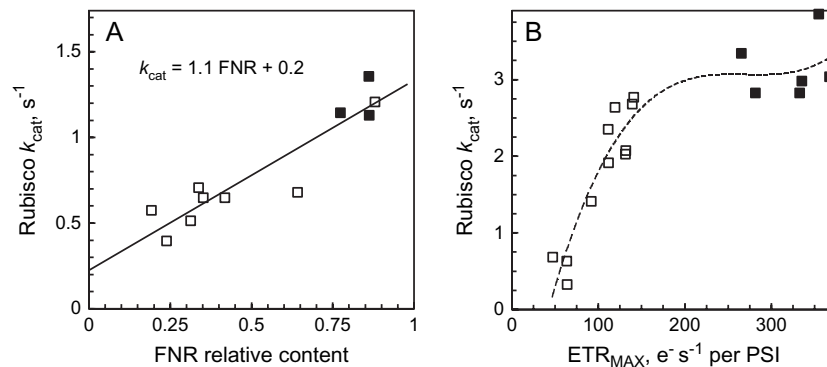 A
k_cat = 1.1 FNR + 0.2
Rubisco k_cat, s⁻¹
1.5
1
0.5
0
0
0.25
0.5
0.75
1
FNR relative content
B
Rubisco k_cat, s⁻¹
3
2
1
0
0
100
200
300
ETR_MAX, e⁻ s⁻¹ per PSI